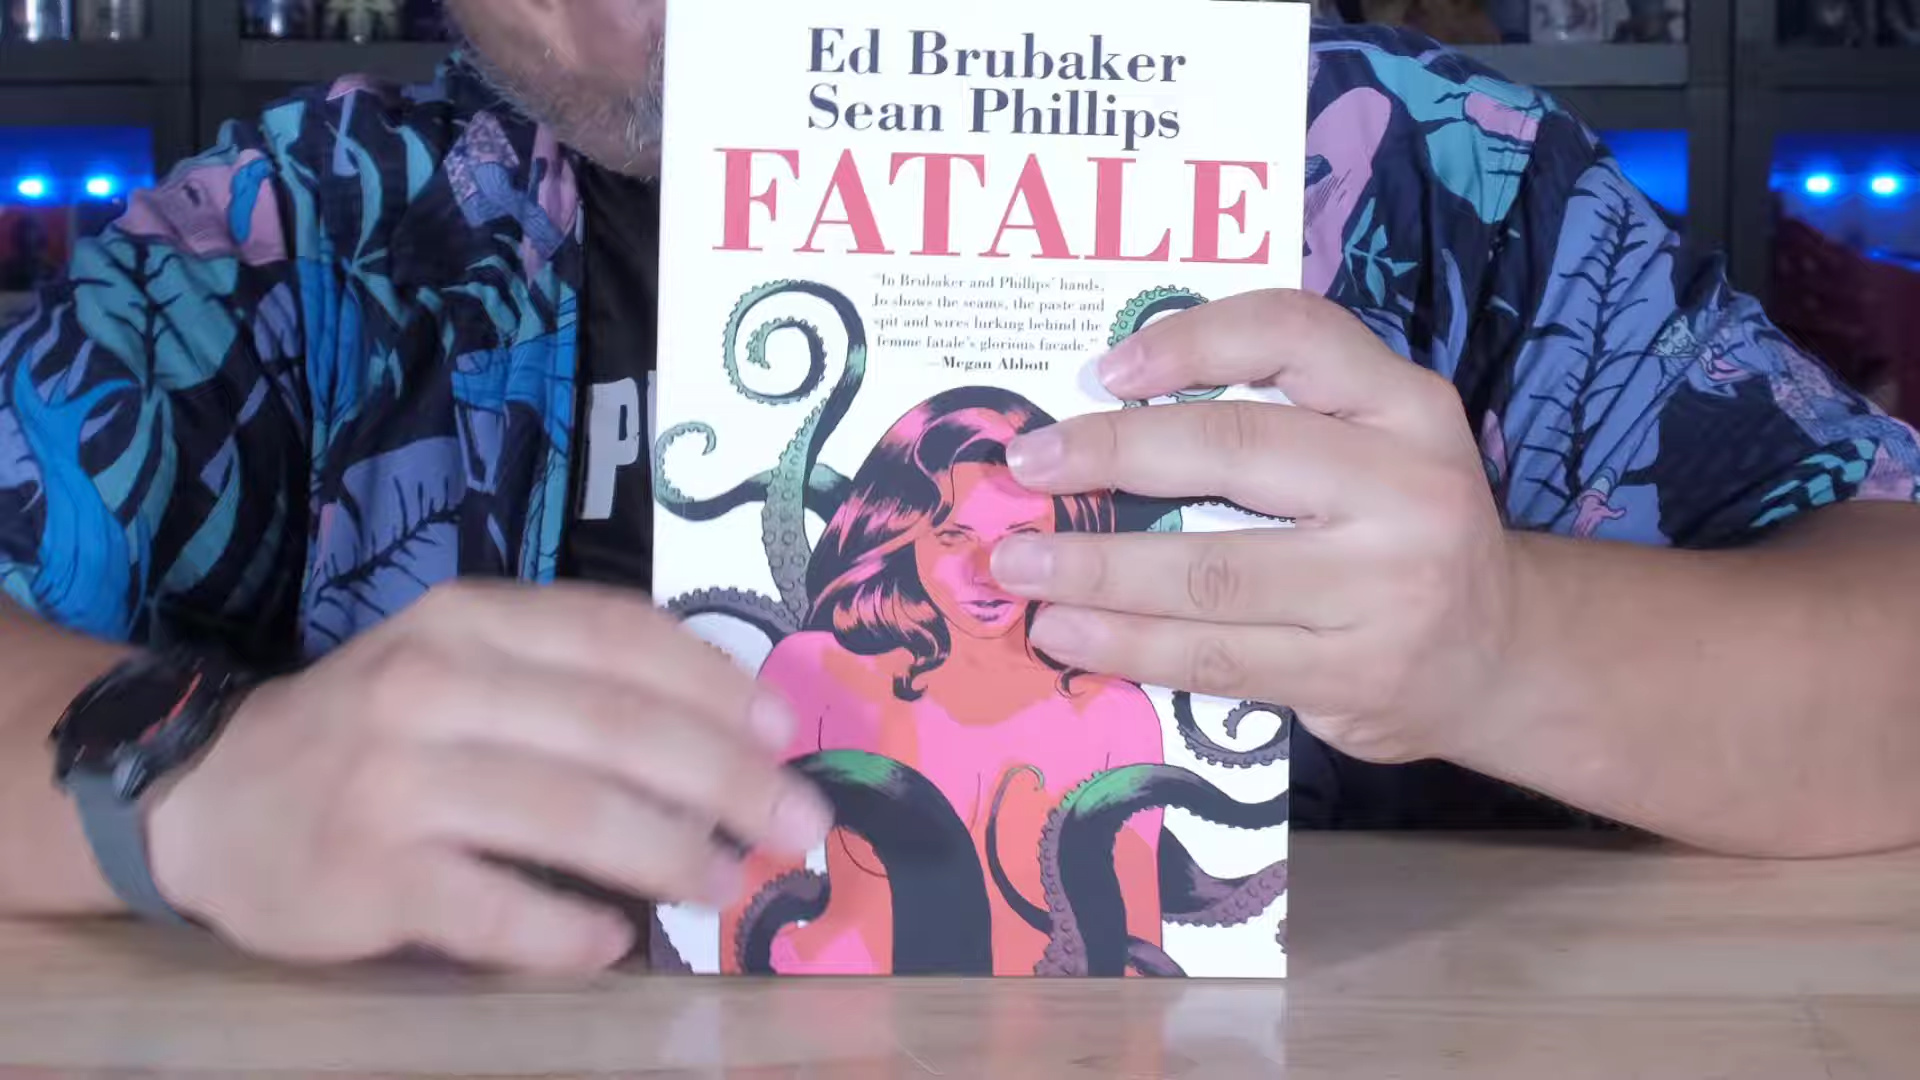 Ed Brubaker
Sean Phillips
FATALE
"In Brubaker and Phillips' hands,
Jo shows the seams, the paste and
spit and wires lurking behind the
femme fatale's glorious facade."
—Megan Abbott
P